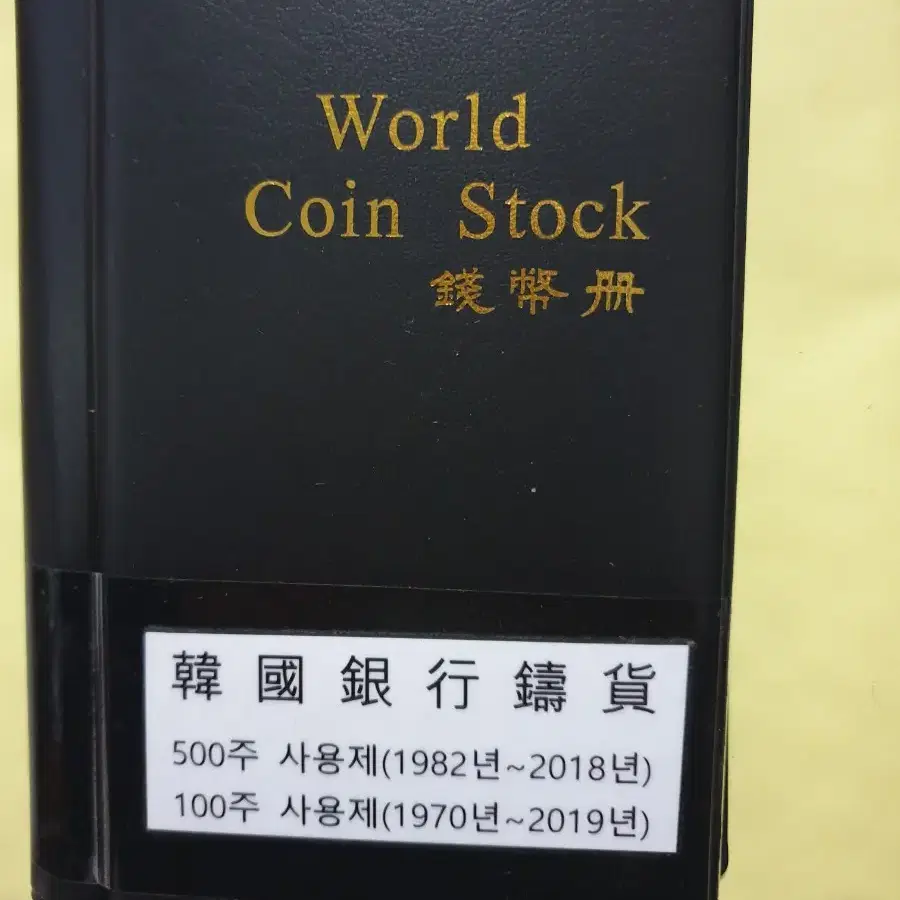 World
Coin Stock
錢幣册
韓國銀行鑄貨
500주 사용제(1982년~2018년)
100주 사용제(1970년~2019년)